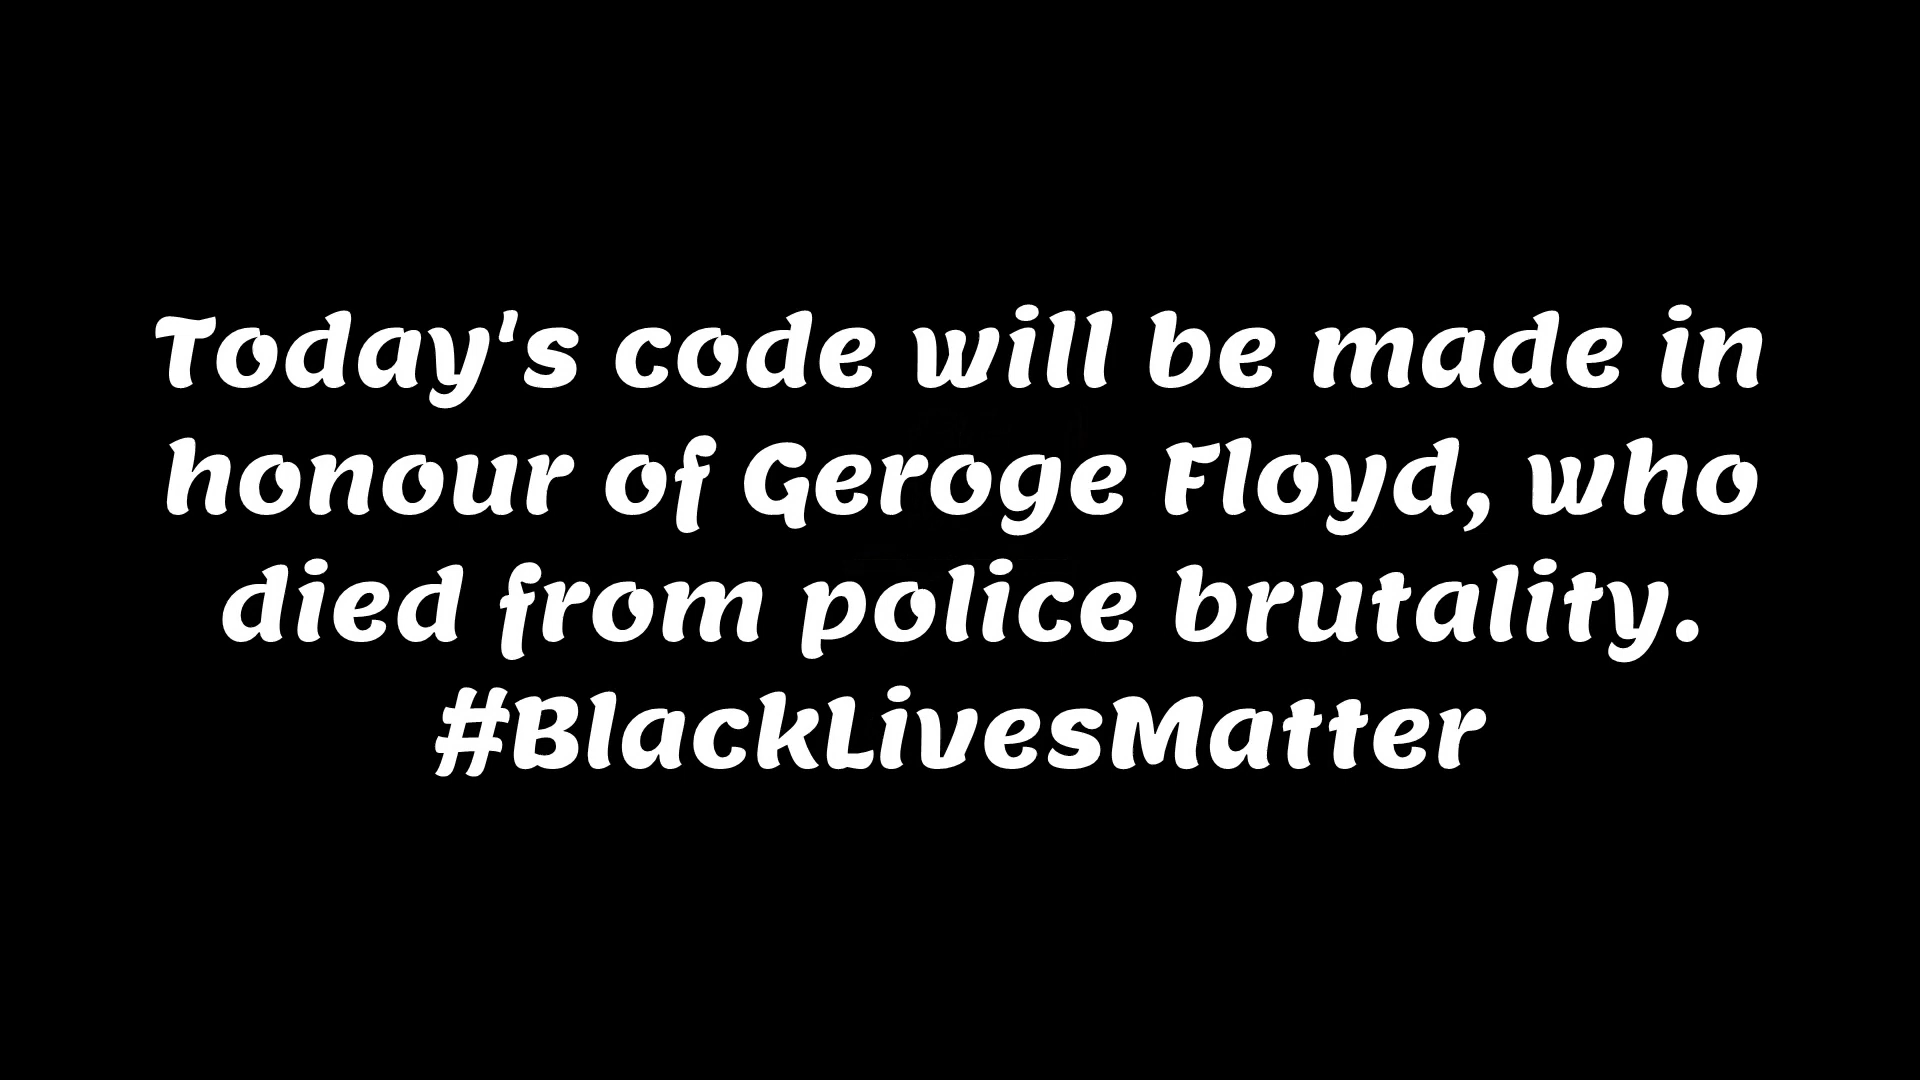 Today's code will be made in
honour of Geroge Floyd, who
died from police brutality.
#BlackLivesMatter